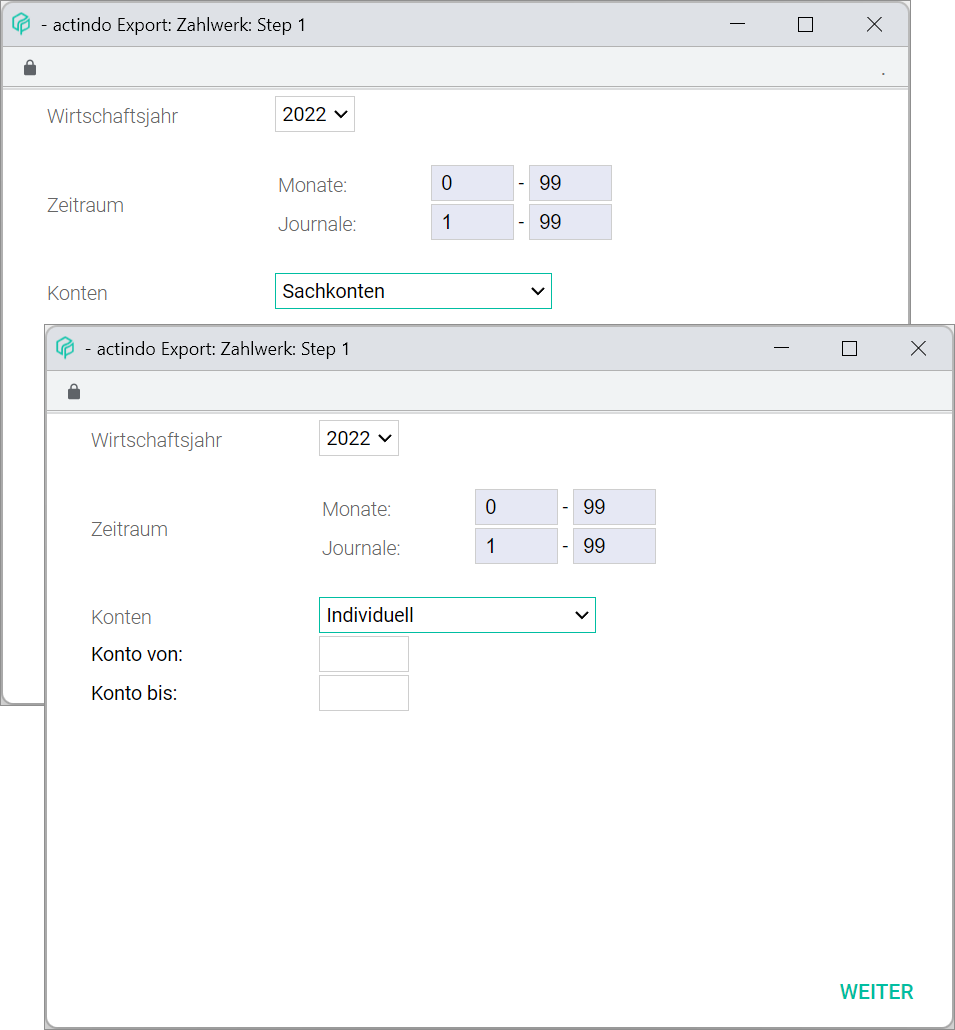 - actindo Export: Zahlwerk: Step 1
.
Wirtschaftsjahr 2022
Zeitraum
Monate: 0 - 99
Journale: 1 - 99
Konten Sachkonten
- actindo Export: Zahlwerk: Step 1
Wirtschaftsjahr 2022
Zeitraum
Monate: 0 - 99
Journale: 1 - 99
Konten Individuell
Konto von:
Konto bis:
WEITER